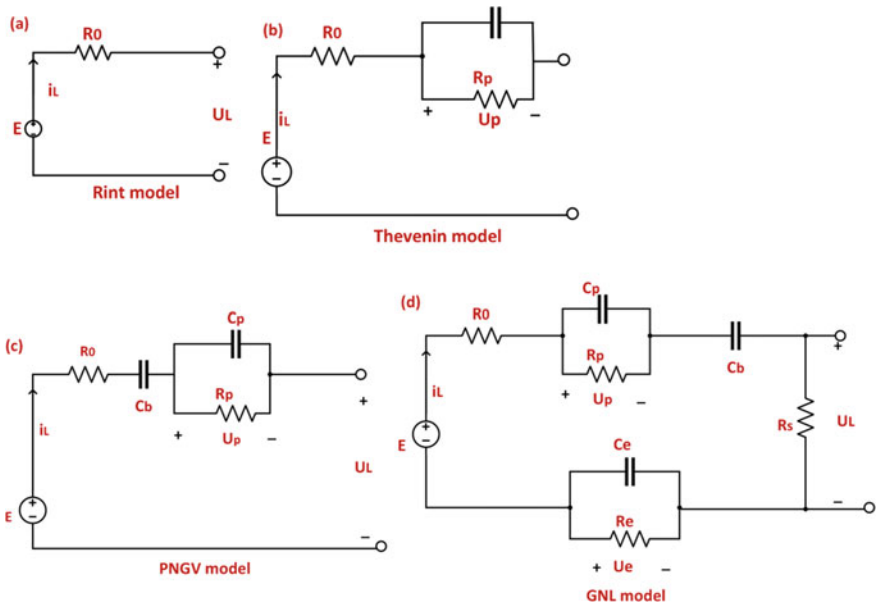 (a)
R0
iL
+
UL
E
−
Rint model
(b)
R0
Rp
iL
E
+ Up −
+
−
Thevenin model
(c)
R0
Cb
Cp
Rp
+ Up −
+
iL
UL
E
+
−
−
PNGV model
(d)
R0
Cp
Rp
+ Up −
Cb
+
iL
Rs
UL
E
+
−
Ce
−
Re
+ Ue −
GNL model